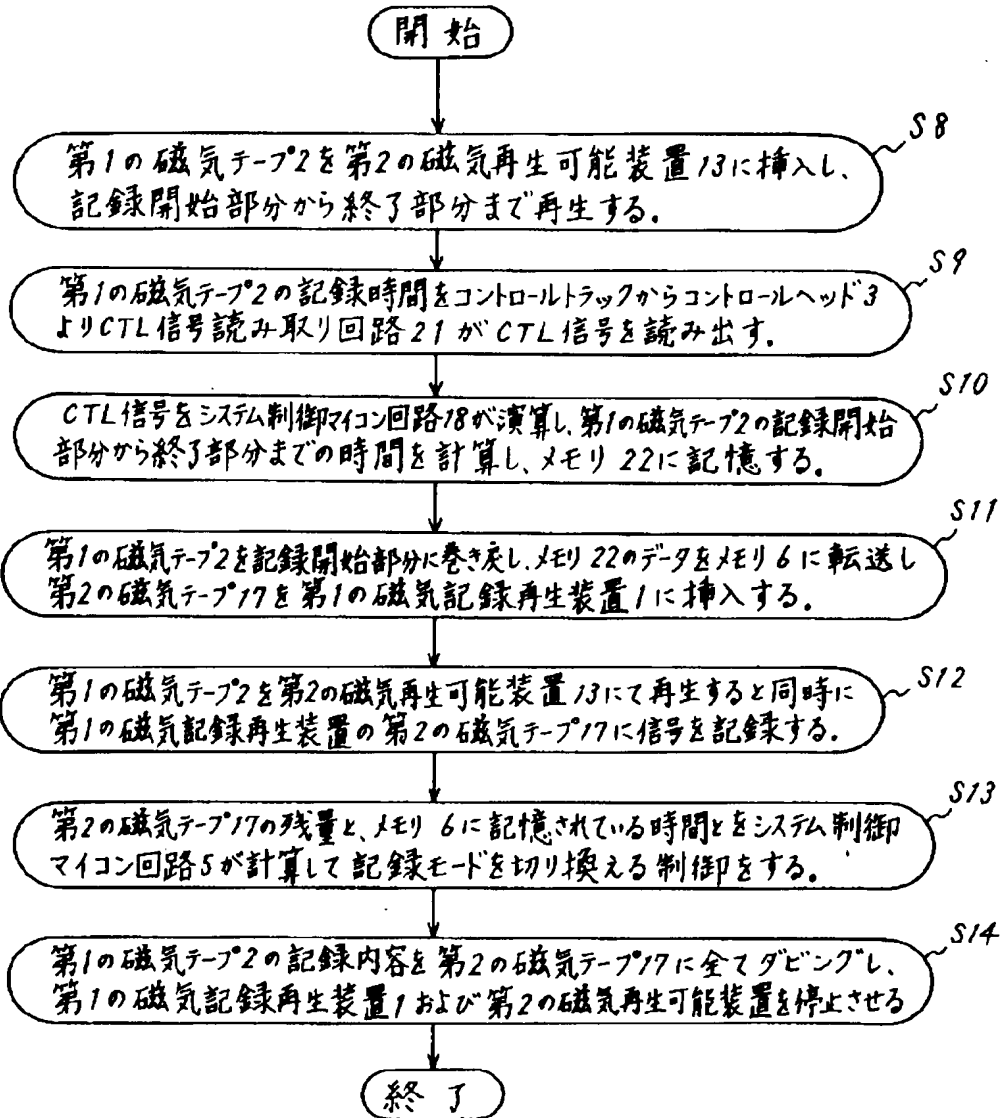 開始
S8
第1の磁気テープ2を第2の磁気再生可能装置13に挿入し、
記録開始部分から終了部分まで再生する。
S9
第1の磁気テープ2の記録時間をコントロールトラックからコントロールヘッド3
よりCTL信号読み取り回路21がCTL信号を読み出す。
S10
CTL信号をシステム制御マイコン回路18が演算し、第1の磁気テープ2の記録開始
部分から終了部分までの時間を計算し、メモリ22に記憶する。
S11
第1の磁気テープ2を記録開始部分に巻き戻し、メモリ22のデータをメモリ6に転送し
第2の磁気テープ17を第1の磁気記録再生装置1に挿入する。
S12
第1の磁気テープ2を第2の磁気再生可能装置13にて再生すると同時に
第1の磁気記録再生装置の第2の磁気テープ17に信号を記録する。
S13
第2の磁気テープ17の残量と、メモリ6に記憶されている時間とをシステム制御
マイコン回路5が計算して記録モードを切り換える制御をする。
S14
第1の磁気テープ2の記録内容を第2の磁気テープ17に全てダビングし、
第1の磁気記録再生装置1および第2の磁気再生可能装置を停止させる
終了